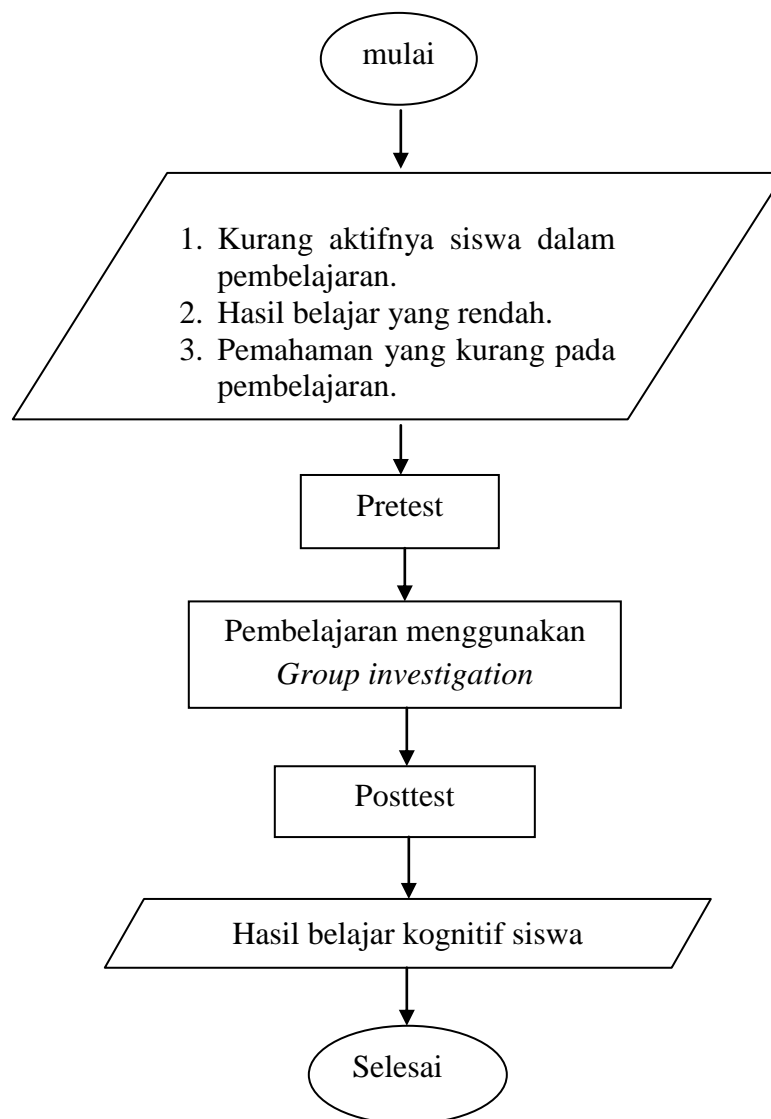 mulai
1. Kurang aktifnya siswa dalam
pembelajaran.
2. Hasil belajar yang rendah.
3. Pemahaman yang kurang pada
pembelajaran.
Pretest
Pembelajaran menggunakan
Group investigation
Posttest
Hasil belajar kognitif siswa
Selesai